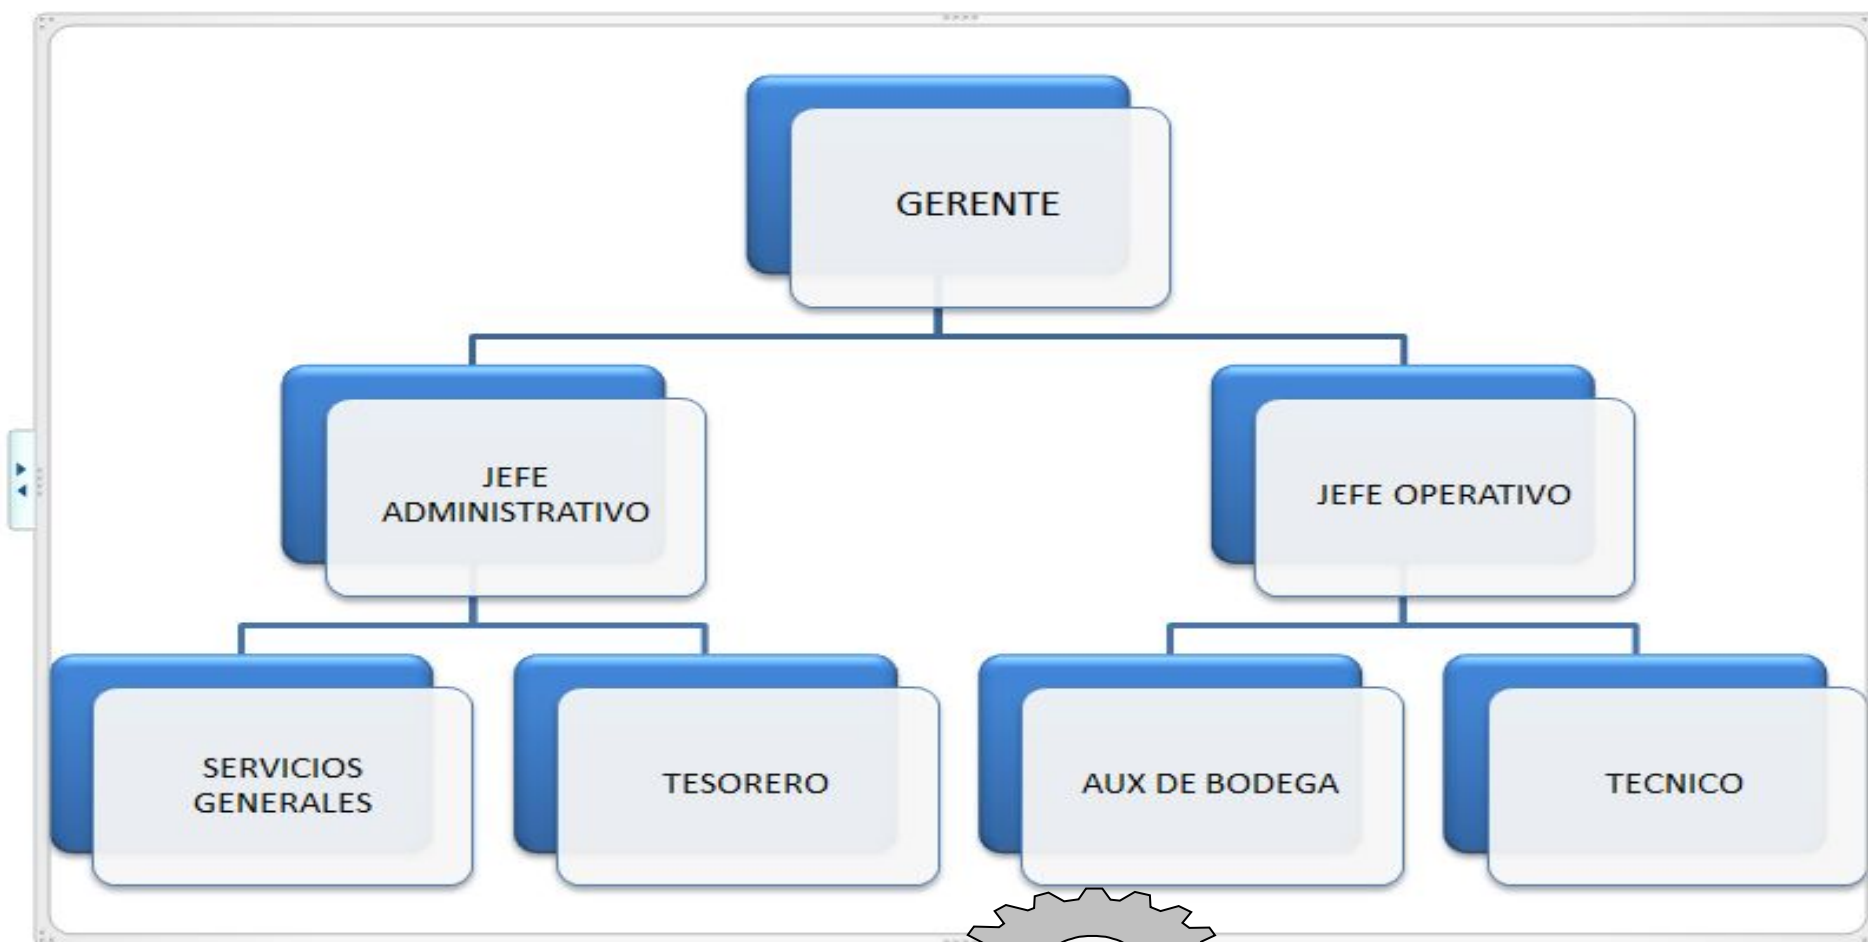 GERENTE
JEFE
ADMINISTRATIVO
JEFE OPERATIVO
SERVICIOS
GENERALES
TESORERO
AUX DE BODEGA
TECNICO